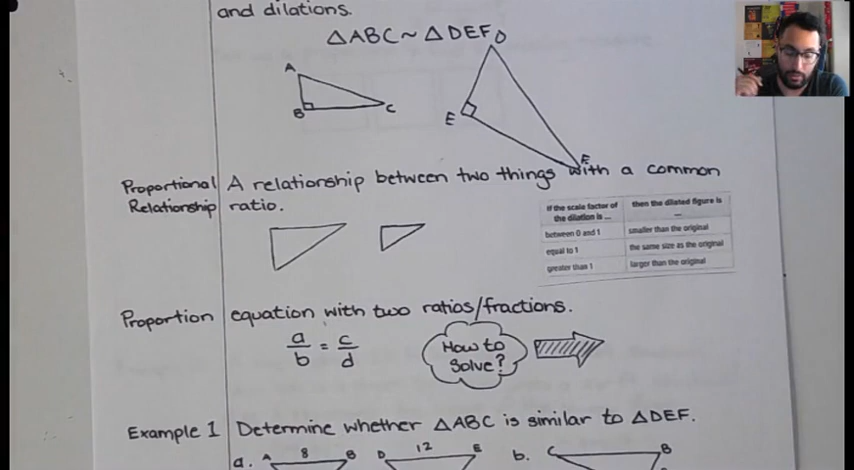 and dilations.
△ABC ~ △DEF
D
A
B
C
E
F
Proportional
Relationship
A relationship between two things with a common
ratio.
If the scale factor of
the dilation is ...
then the dilated figure is
...
between 0 and 1
smaller than the original
equal to 1
the same size as the original
greater than 1
larger than the original
Proportion
equation with two ratios/fractions.
a/b = c/d
How to
Solve?
Example 1
Determine whether △ABC is similar to △DEF.
a. A 8 B D 12 E b. C B